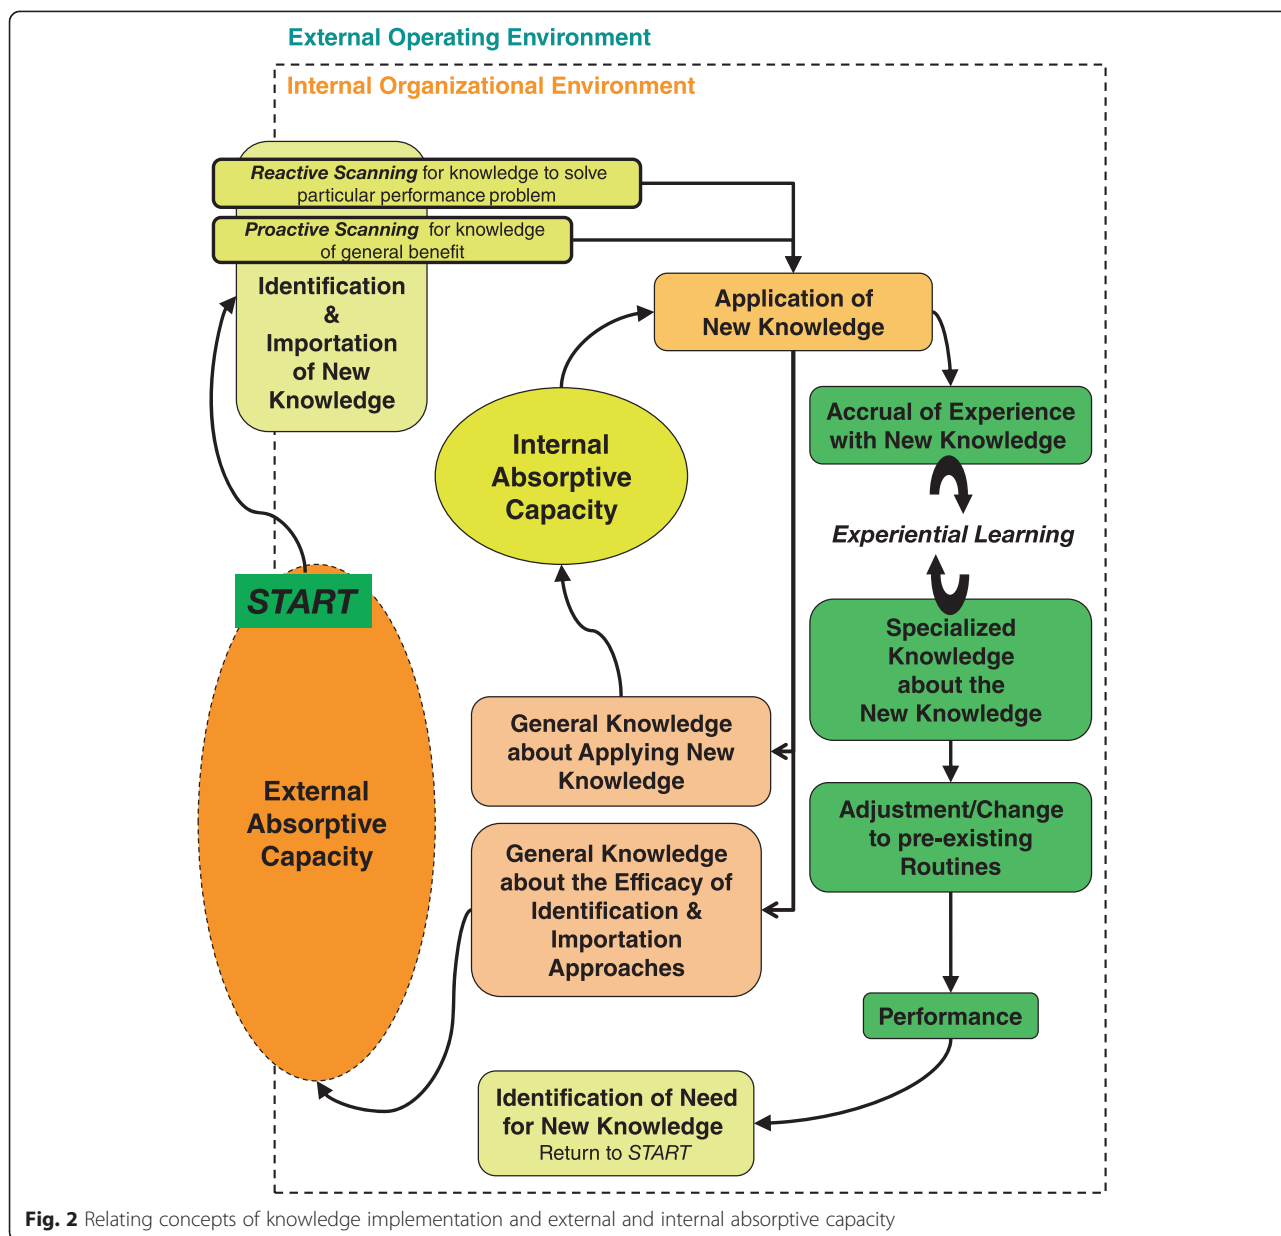 External Operating Environment
Internal Organizational Environment
Reactive Scanning for knowledge to solve
particular performance problem
Proactive Scanning for knowledge
of general benefit
Identification
&
Importation
of New
Knowledge
Application of
New Knowledge
Accrual of Experience
with New Knowledge
Internal
Absorptive
Capacity
Experiential Learning
START
Specialized
Knowledge
about the
New Knowledge
General Knowledge
about Applying New
Knowledge
External
Absorptive
Capacity
Adjustment/Change
to pre-existing
Routines
General Knowledge
about the Efficacy of
Identification &
Importation
Approaches
Performance
Identification of Need
for New Knowledge
Return to START
Fig. 2 Relating concepts of knowledge implementation and external and internal absorptive capacity